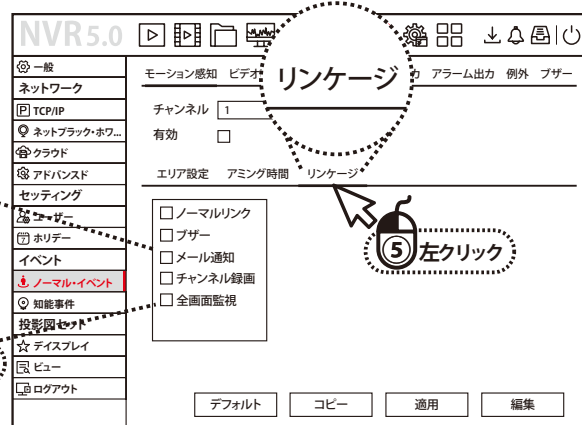 NVR 5.0
一般
ネットワーク
P TCP/IP
ネットブラック・ホワ...
クラウド
アドバンスド
セッティング
ユーザー
7 ホリデー
イベント
ノーマル・イベント
知能事件
投影図セット
ディスプレイ
ビュー
ログアウト
モーション感知 ビデオ
リンケージ
力 アラーム出力 例外 ブザー
チャンネル 1
有効
エリア設定 アミング時間 リンケージ
ノーマルリンク
ブザー
メール通知
チャンネル録画
全画面監視
5 左クリック
デフォルト コピー 適用 編集